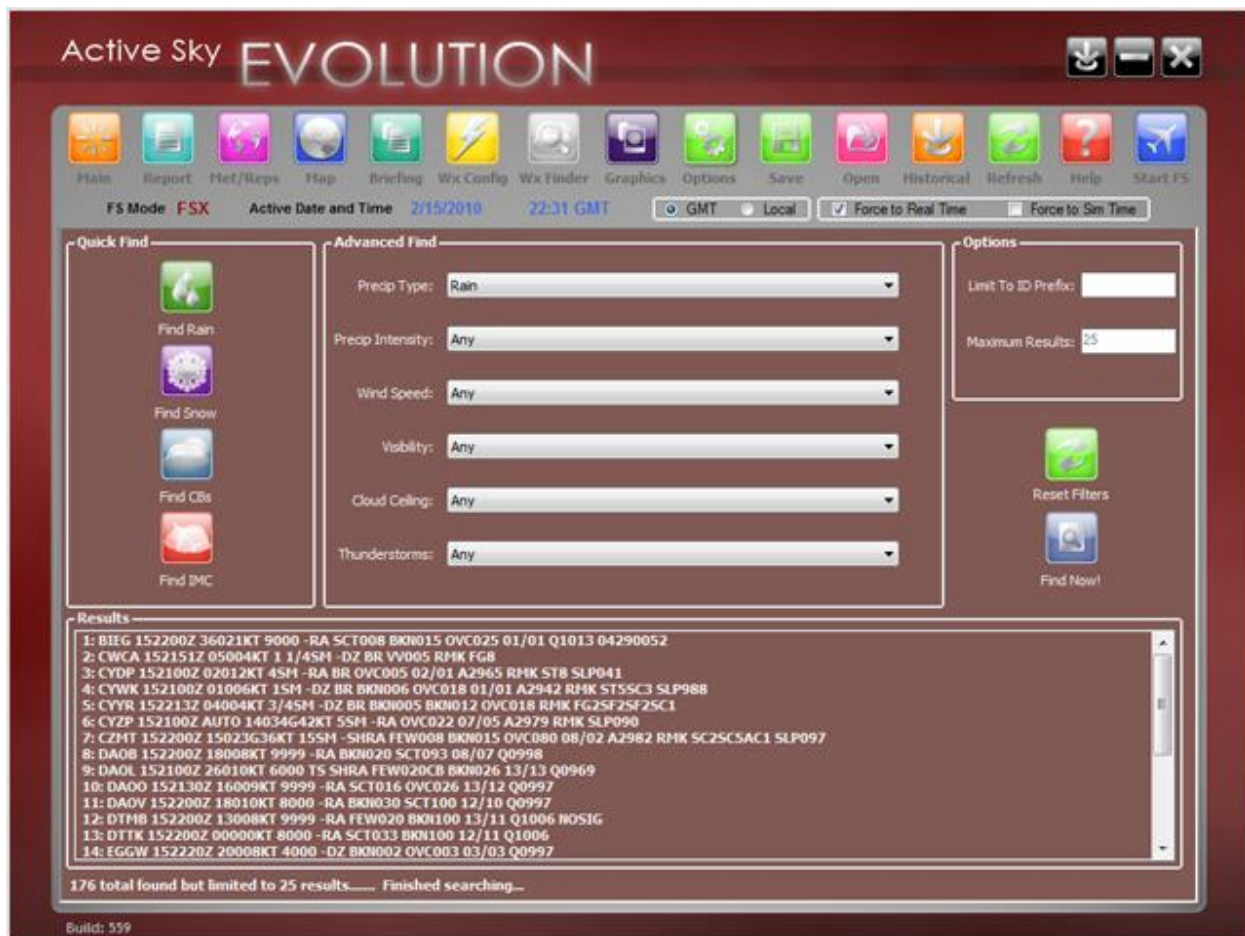 Active Sky EVOLUTION
Main Report Met/Reps Map Briefing Wx Config Wx Finder Graphics Options Save Open Historical Refresh Help Start FS
FS Mode FSX Active Date and Time 2/15/2010 22:31 GMT GMT Local Force to Real Time Force to Sim Time
Quick Find
Find Rain
Find Snow
Find CBs
Find IMC
Advanced Find
Precip Type: Rain
Precip Intensity: Any
Wind Speed: Any
Visibility: Any
Cloud Ceiling: Any
Thunderstorms: Any
Options
Limit To ID Prefix:
Maximum Results: 25
Reset Filters
Find Now!
Results
1: BIEG 152200Z 36021KT 9000 -RA SCT008 BKN015 OVC025 01/01 Q1013 04290052
2: CWCA 152151Z 05004KT 1 1/4SM -DZ BR VV005 RMK FG8
3: CYDP 152100Z 02012KT 4SM -RA BR OVC005 02/01 A2965 RMK ST8 SLP041
4: CYWK 152100Z 01006KT 1SM -DZ BR BKN006 OVC018 01/01 A2942 RMK ST5SC3 SLP988
5: CYYR 152213Z 04004KT 3/4SM -DZ BR BKN005 BKN012 OVC018 RMK FG2SF2SF2SC1
6: CYZP 152100Z AUTO 14034G42KT 5SM -RA OVC022 07/05 A2979 RMK SLP090
7: CZMT 152200Z 15023G36KT 15SM -SHRA FEW008 BKN015 OVC080 08/02 A2982 RMK SC2SC5AC1 SLP097
8: DAOB 152200Z 18008KT 9999 -RA BKN020 SCT093 08/07 Q0998
9: DAOL 152100Z 26010KT 6000 TS SHRA FEW020CB BKN026 13/13 Q0969
10: DAOO 152130Z 16009KT 9999 -RA SCT016 OVC026 13/12 Q0997
11: DAOV 152200Z 18010KT 8000 -RA BKN030 SCT100 12/10 Q0997
12: DTMB 152200Z 13008KT 9999 -RA FEW020 BKN100 13/11 Q1006 NOSIG
13: DTTK 152200Z 00000KT 8000 -RA SCT033 BKN100 12/11 Q1006
14: EGGW 152220Z 20008KT 4000 -DZ BKN002 OVC003 03/03 Q0997
176 total found but limited to 25 results...... Finished searching...
Build: 559